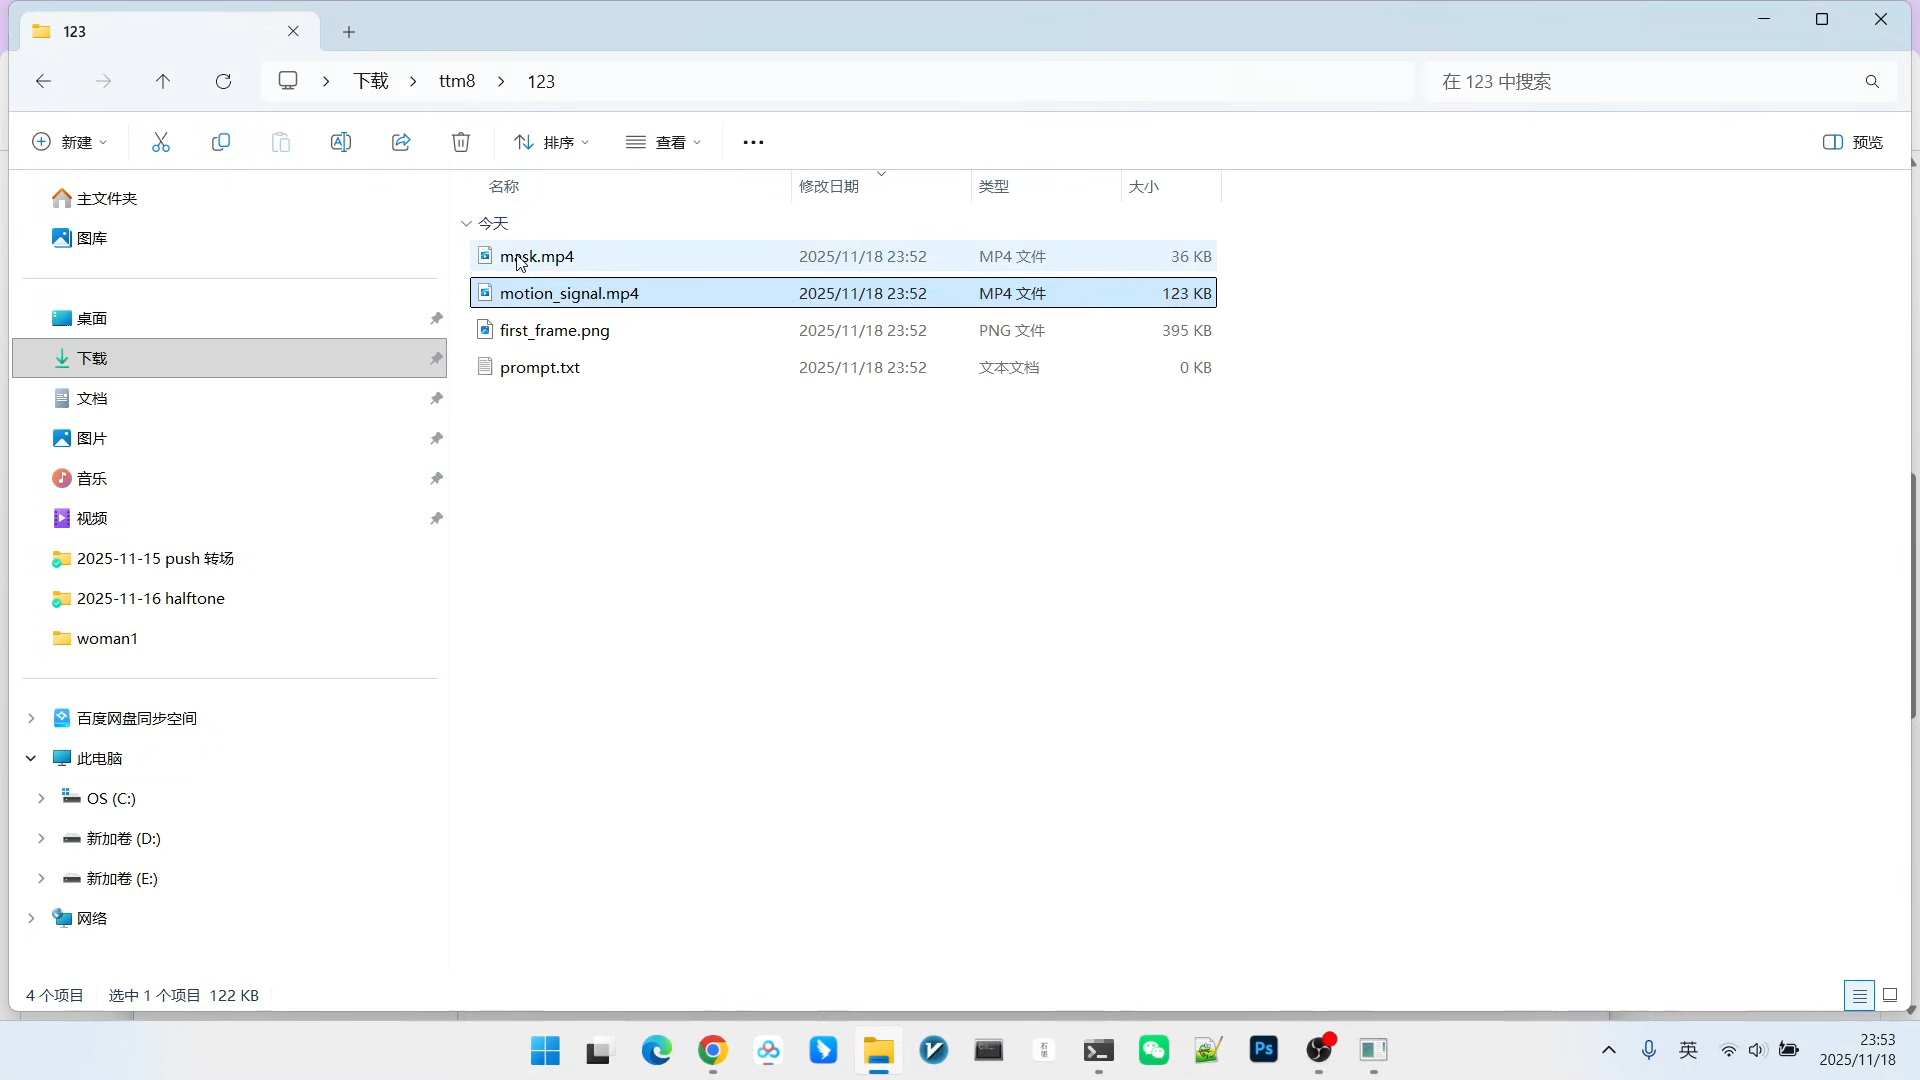 123
下载
ttm8
123
在 123 中搜索
新建
排序
查看
预览
名称
修改日期
类型
大小
主文件夹
图库
桌面
下载
文档
图片
音乐
视频
2025-11-15 push 转场
2025-11-16 halftone
woman1
百度网盘同步空间
此电脑
OS (C:)
新加卷 (D:)
新加卷 (E:)
网络
今天
mask.mp4 2025/11/18 23:52 MP4 文件 36 KB
motion_signal.mp4 2025/11/18 23:52 MP4 文件 123 KB
first_frame.png 2025/11/18 23:52 PNG 文件 395 KB
prompt.txt 2025/11/18 23:52 文本文档 0 KB
4 个项目 选中 1 个项目 122 KB
石墨
Ps
英
23:53
2025/11/18